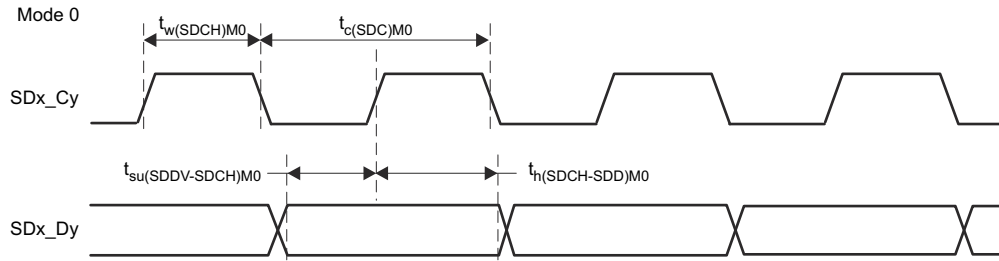 Mode 0
tw(SDCH)M0
tc(SDC)M0
SDx_Cy
tsu(SDDV-SDCH)M0
th(SDCH-SDD)M0
SDx_Dy